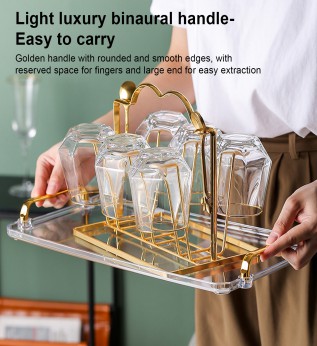 Light luxury binaural handle-
Easy to carry
Golden handle with rounded and smooth edges, with
reserved space for fingers and large end for easy extraction